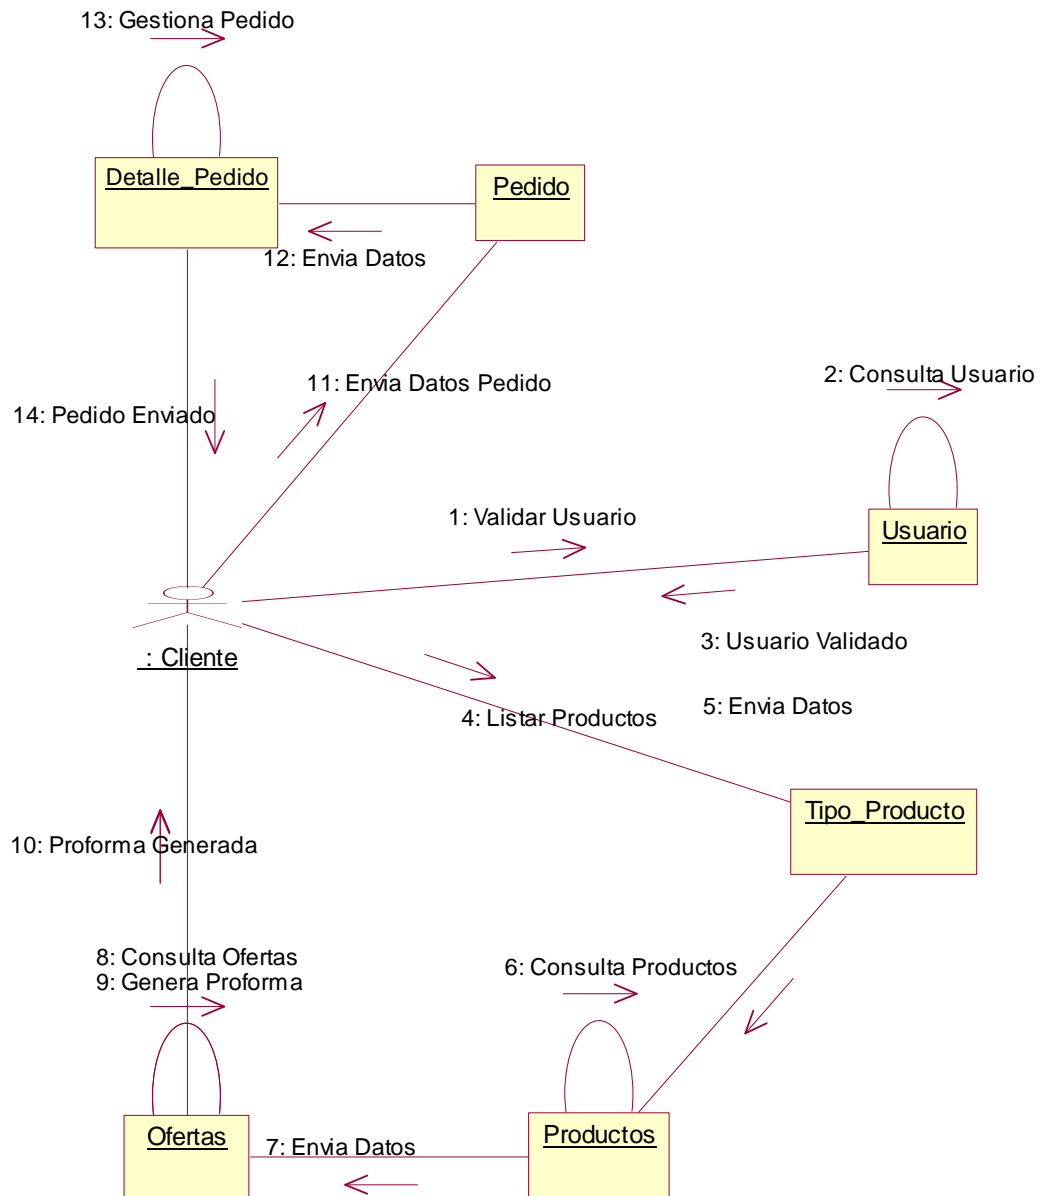 13: Gestiona Pedido
Detalle_Pedido
Pedido
12: Envia Datos
2: Consulta Usuario
11: Envia Datos Pedido
14: Pedido Enviado
1: Validar Usuario
Usuario
3: Usuario Validado
_: Cliente
5: Envia Datos
4: Listar Productos
Tipo_Producto
10: Proforma Generada
8: Consulta Ofertas
9: Genera Proforma
6: Consulta Productos
Ofertas
7: Envia Datos
Productos